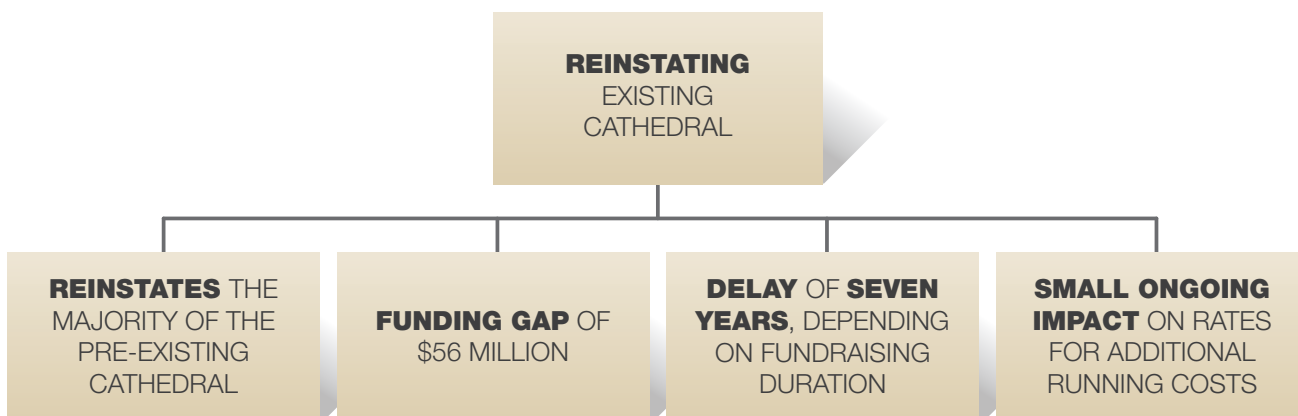 REINSTATING
EXISTING
CATHEDRAL
REINSTATES THE
MAJORITY OF THE
PRE-EXISTING
CATHEDRAL
FUNDING GAP OF
$56 MILLION
DELAY OF SEVEN
YEARS, DEPENDING
ON FUNDRAISING
DURATION
SMALL ONGOING
IMPACT ON RATES
FOR ADDITIONAL
RUNNING COSTS